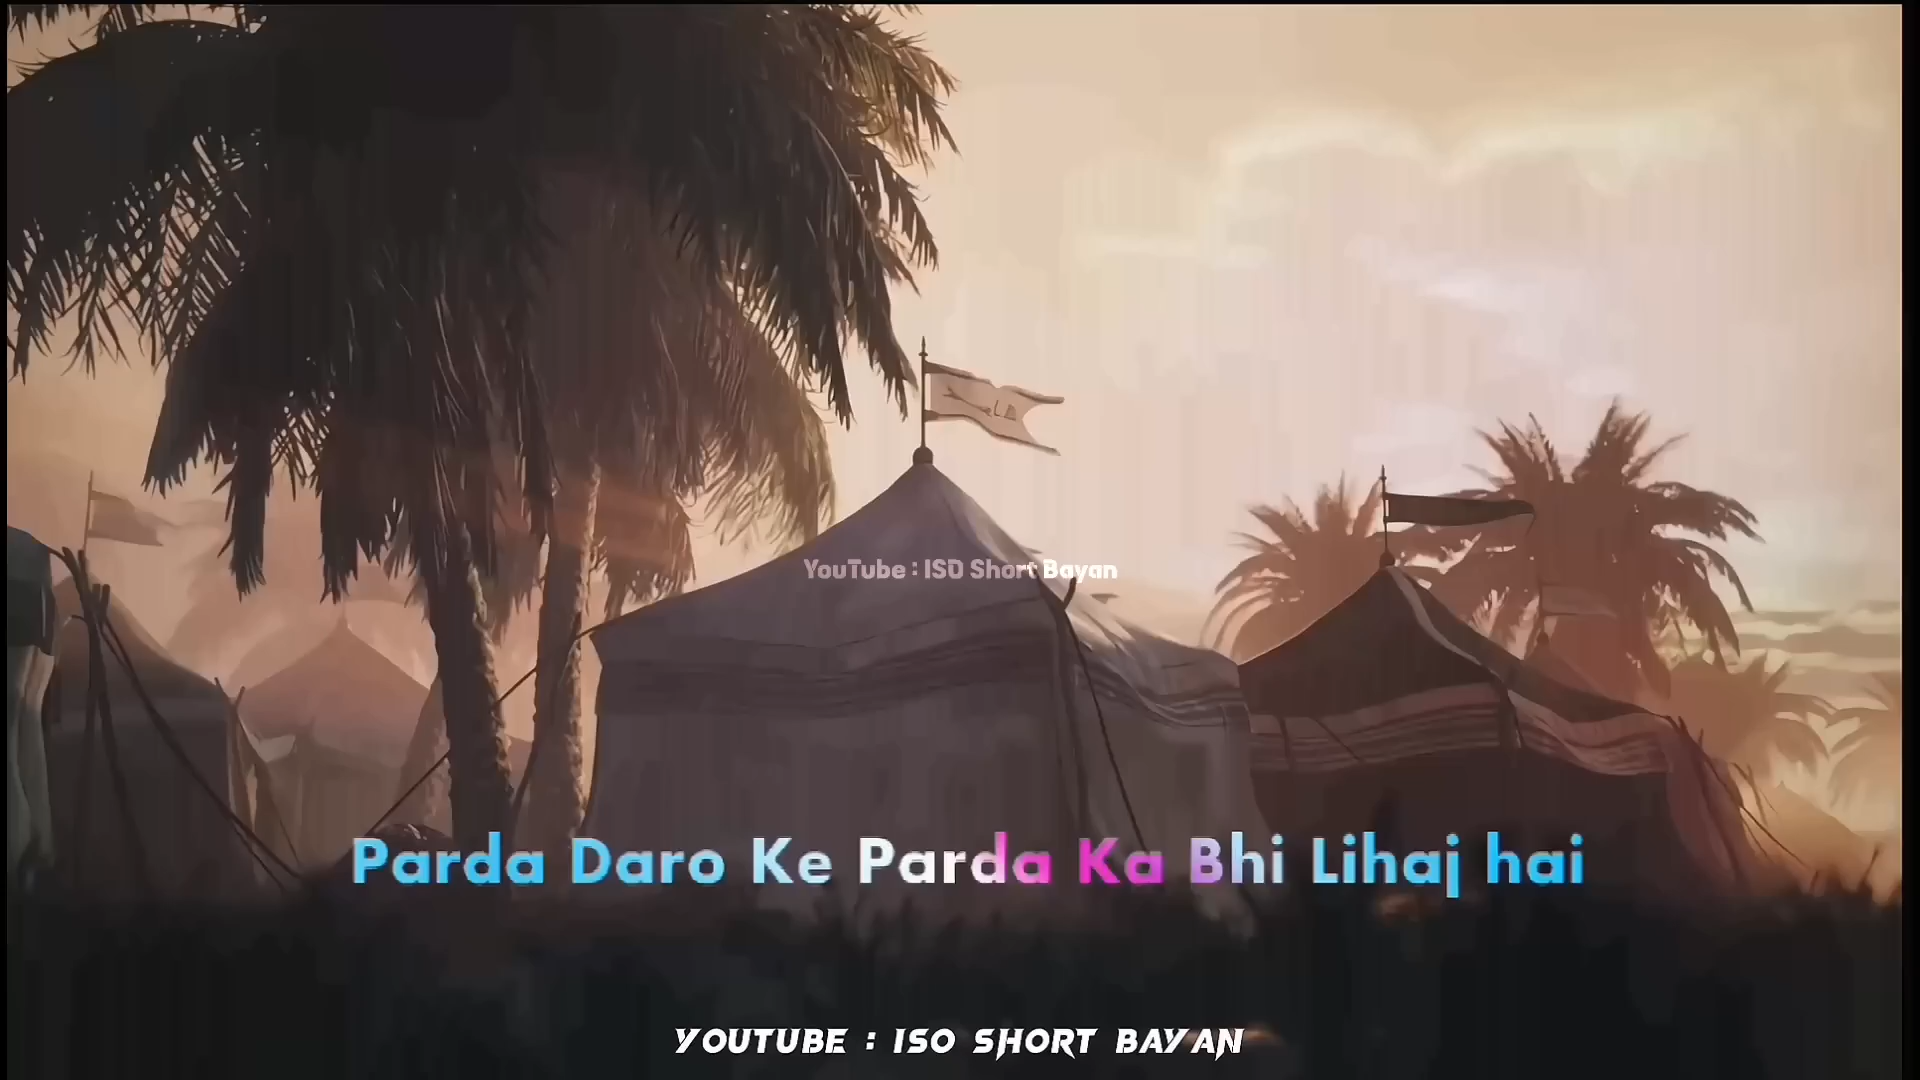 YouTube : ISO Short Bayan
Parda Daro Ke Parda Ka Bhi Lihaj hai
YOUTUBE : ISO SHORT BAYAN